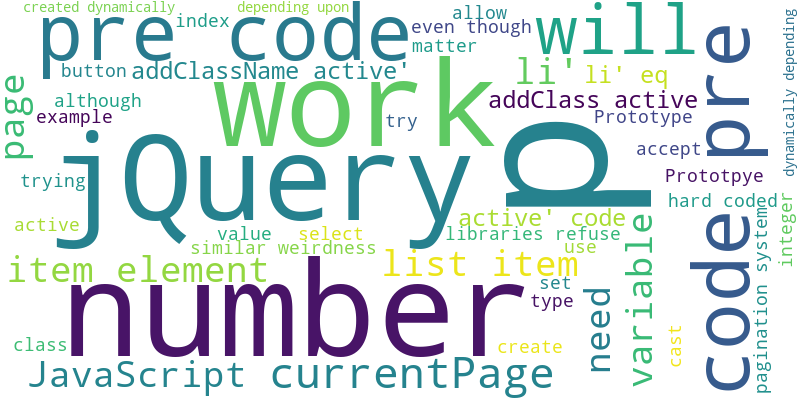 created dynamically
depending upon
index
allow
even though
matter
pre code
will
pre
dynamically depending
button
addClassName active'
li'
li' eq
page
although
example
work
try
addClass active
Prototype
accept
Prototpye
jQuery
p
trying
hard coded
active
value
select
active' code
libraries refuse
similar weirdness
use
item element
list item
variable
code
integer
pagination system
number
set
type
need
cast
class
create
JavaScript
currentPage